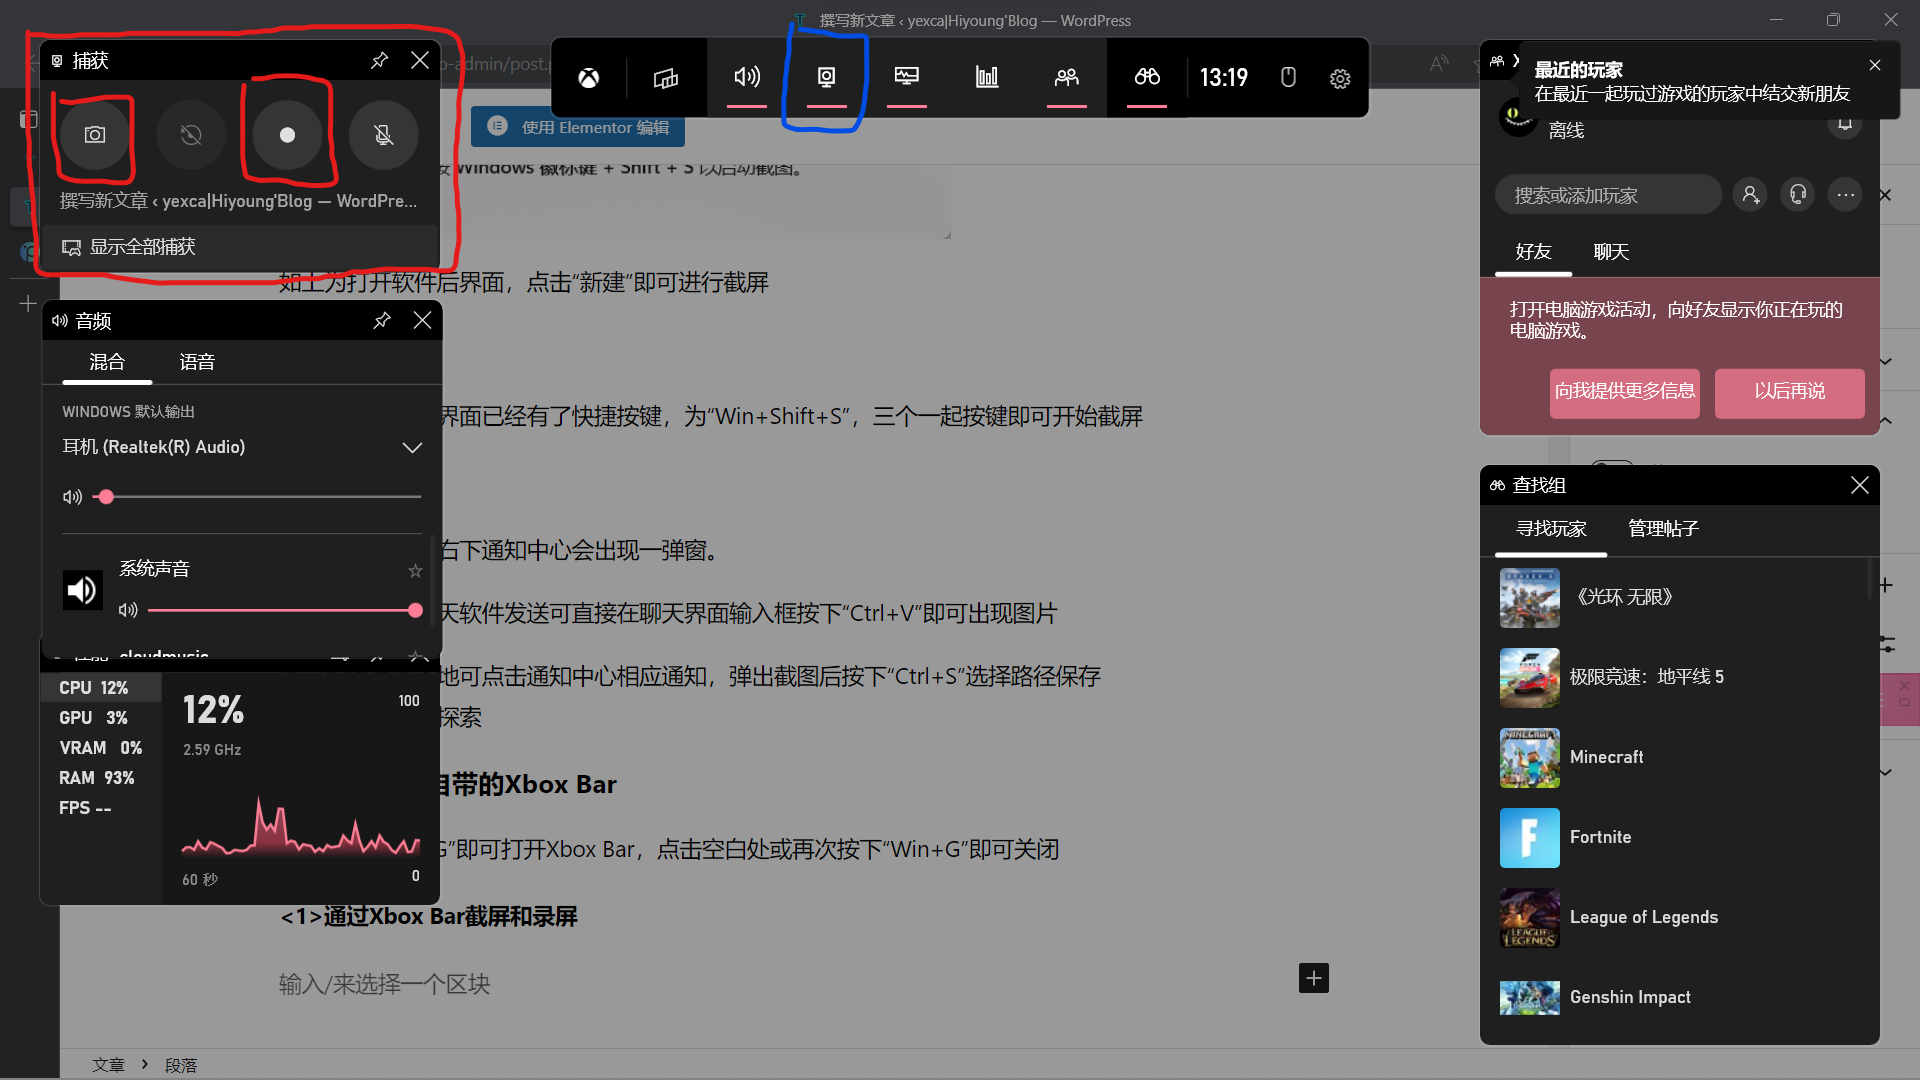 撰写新文章 ‹ yexca|Hiyoung'Blog — WordPress
捕获
撰写新文章 ‹ yexca|Hiyoung'Blog — WordPre...
显示全部捕获
p-admin/post.p
13:19
使用 Elementor 编辑
最近的玩家
在最近一起玩过游戏的玩家中结交新朋友
离线
搜索或添加玩家
好友 聊天
打开电脑游戏活动，向好友显示你正在玩的
电脑游戏。
向我提供更多信息 以后再说
Windows 徽标键 + Shift + S 以启动截图。
如上为打开软件后界面，点击“新建”即可进行截屏
界面已经有了快捷按键，为“Win+Shift+S”，三个一起按键即可开始截屏
右下通知中心会出现一弹窗。
天软件发送可直接在聊天界面输入框按下“Ctrl+V”即可出现图片
地可点击通知中心相应通知，弹出截图后按下“Ctrl+S”选择路径保存
探索
自带的Xbox Bar
G”即可打开Xbox Bar，点击空白处或再次按下“Win+G”即可关闭
<1>通过Xbox Bar截屏和录屏
输入/来选择一个区块
音频
混合 语音
WINDOWS 默认输出
耳机 (Realtek(R) Audio)
系统声音
cloudmusic
CPU 12%
GPU 3%
VRAM 0%
RAM 93%
FPS --
12%
2.59 GHz
100
60 秒
0
查找组
寻找玩家 管理帖子
《光环 无限》
极限竞速：地平线 5
Minecraft
Fortnite
League of Legends
Genshin Impact
文章 › 段落